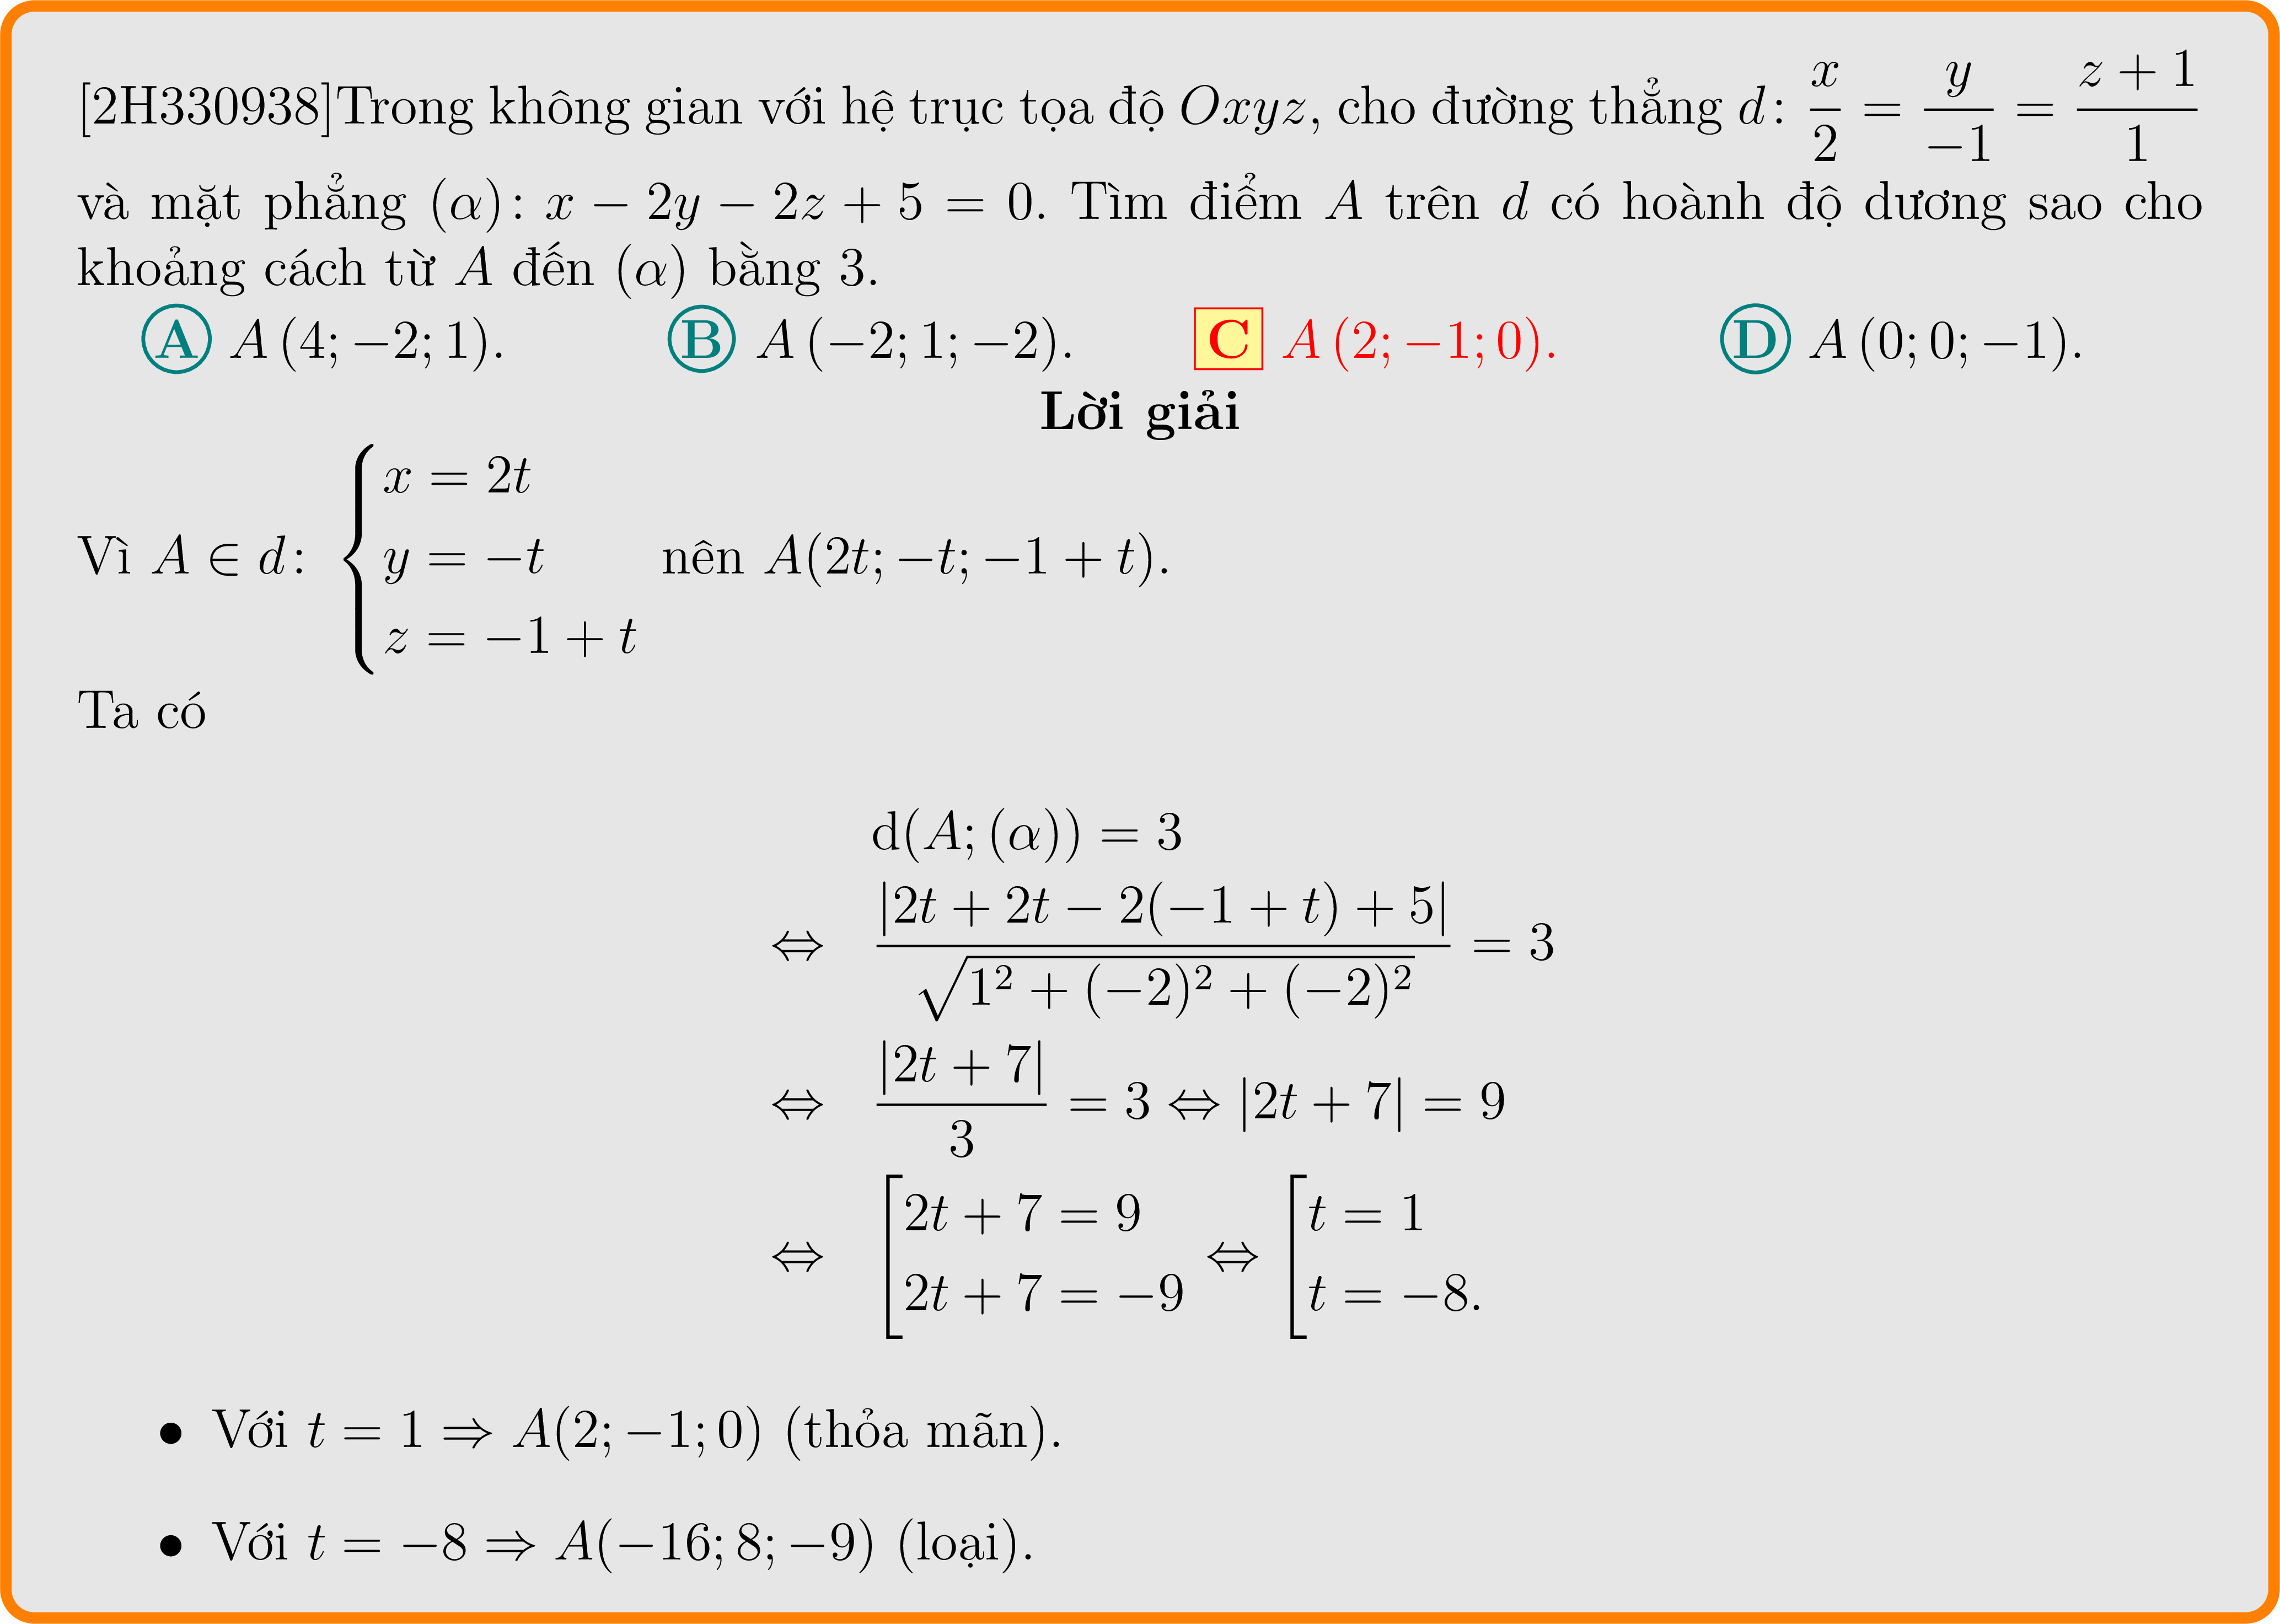 [2H330938]Trong không gian với hệ trục tọa độ $Oxyz$, cho đường thẳng $d\colon \dfrac{x}{2} = \dfrac{y}{-1} = \dfrac{z+1}{1}$
và mặt phẳng $(\alpha)\colon x - 2y - 2z + 5 = 0$. Tìm điểm $A$ trên $d$ có hoành độ dương sao cho
khoảng cách từ $A$ đến $(\alpha)$ bằng 3.
A $A(4; -2; 1)$. B $A(-2; 1; -2)$. C $A(2; -1; 0)$. D $A(0; 0; -1)$.
Lời giải
Vì $A \in d\colon \begin{cases} x = 2t \\ y = -t \\ z = -1 + t \end{cases}$ nên $A(2t; -t; -1 + t)$.
Ta có
$\mathrm{d}(A; (\alpha)) = 3$
$\Leftrightarrow \dfrac{|2t + 2t - 2(-1 + t) + 5|}{\sqrt{1^2 + (-2)^2 + (-2)^2}} = 3$
$\Leftrightarrow \dfrac{|2t + 7|}{3} = 3 \Leftrightarrow |2t + 7| = 9$
$\Leftrightarrow \left[\begin{array}{l} 2t + 7 = 9 \\ 2t + 7 = -9 \end{array}\right. \Leftrightarrow \left[\begin{array}{l} t = 1 \\ t = -8. \end{array}\right.$
• Với $t = 1 \Rightarrow A(2; -1; 0)$ (thỏa mãn).
• Với $t = -8 \Rightarrow A(-16; 8; -9)$ (loại).